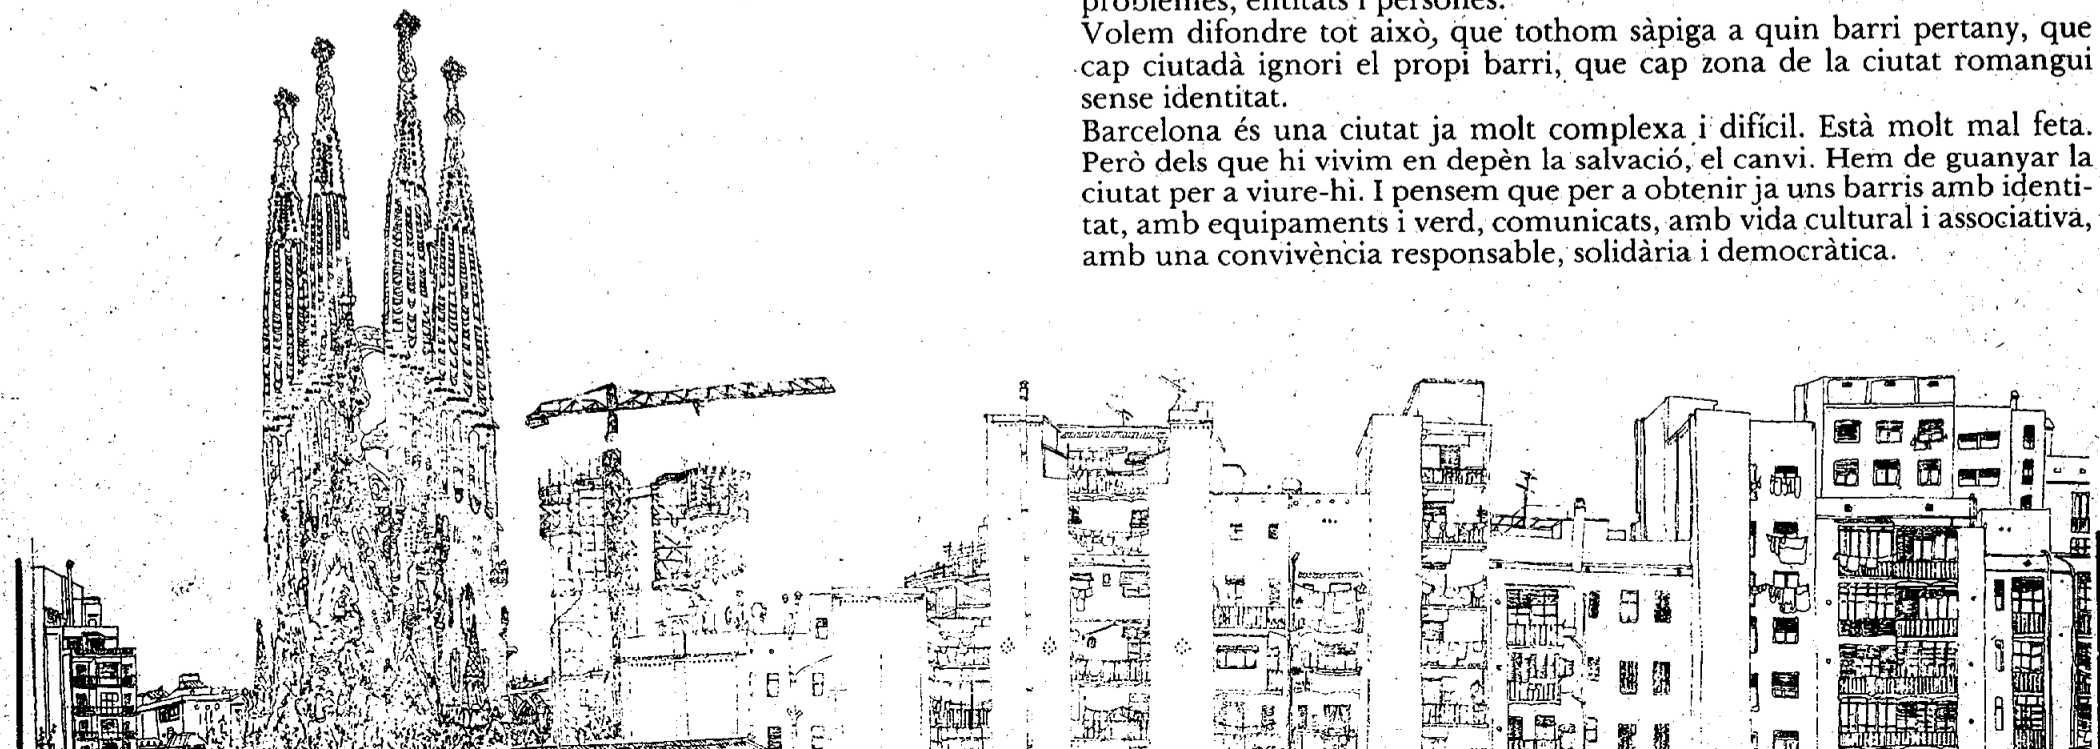 problemes, entitats i persones.
Volem difondre tot això, que tothom sàpiga a quin barri pertany, que
cap ciutadà ignori el propi barri, que cap zona de la ciutat romangui
sense identitat.
Barcelona és una ciutat ja molt complexa i difícil. Està molt mal feta.
Però dels que hi vivim en depèn la salvació, el canvi. Hem de guanyar la
ciutat per a viure-hi. I pensem que per a obtenir ja uns barris amb identi-
tat, amb equipaments i verd, comunicats, amb vida cultural i associativa,
amb una convivència responsable, solidària i democràtica.